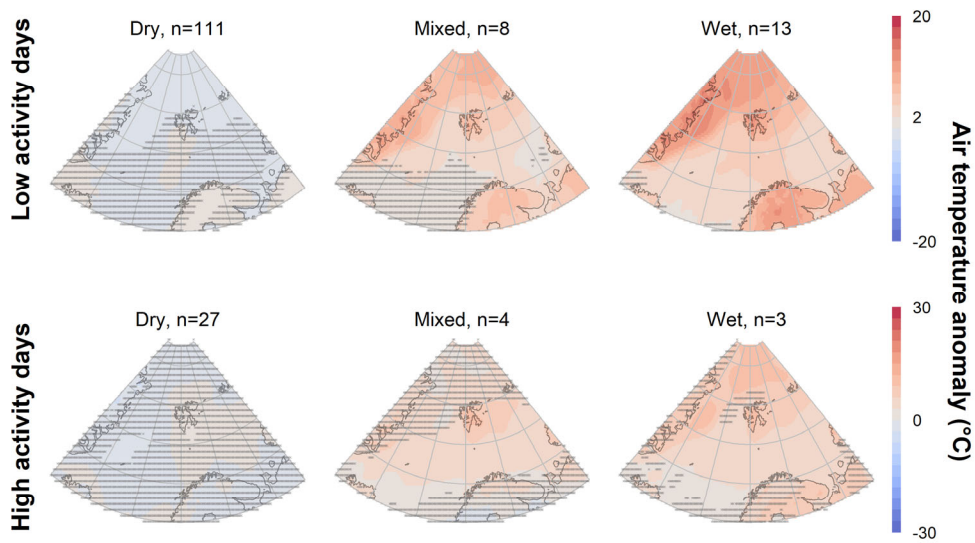 Low activity days
Dry, n=111
Mixed, n=8
Wet, n=13
20
2
-20
Air temperature anomaly (°C)
High activity days
Dry, n=27
Mixed, n=4
Wet, n=3
30
0
-30